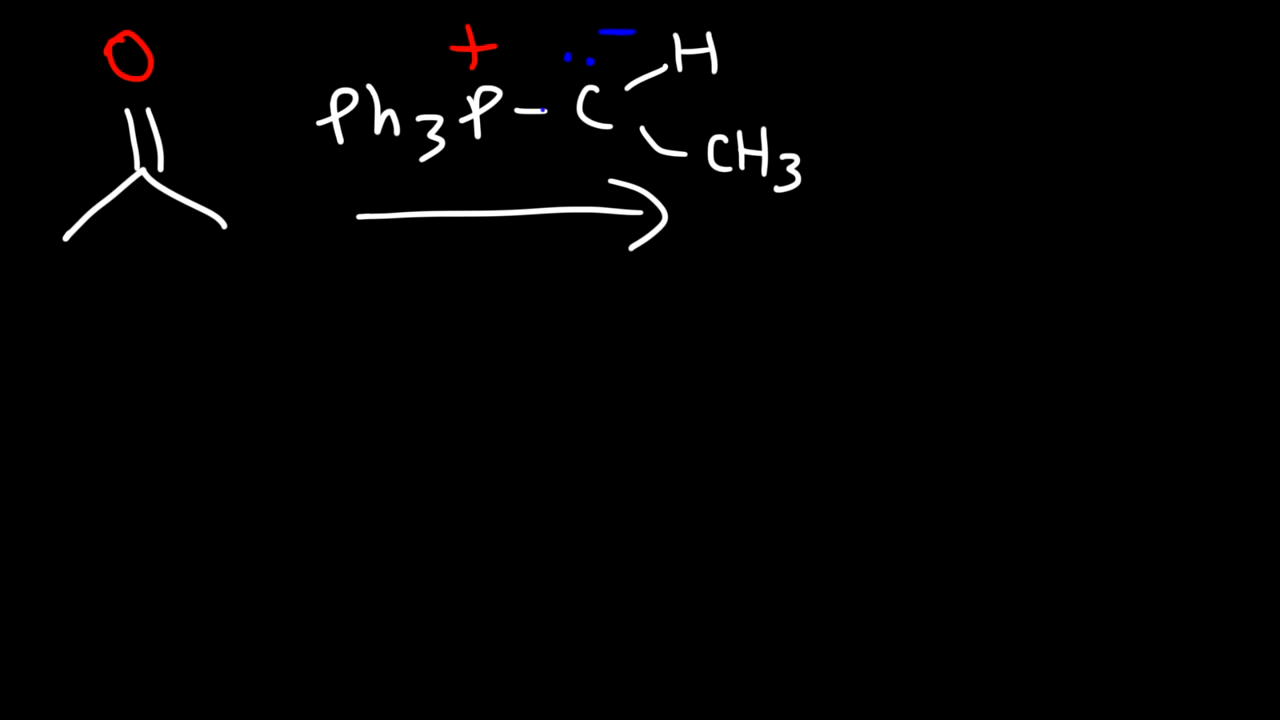 O + .. − H
Ph3P–C
CH3